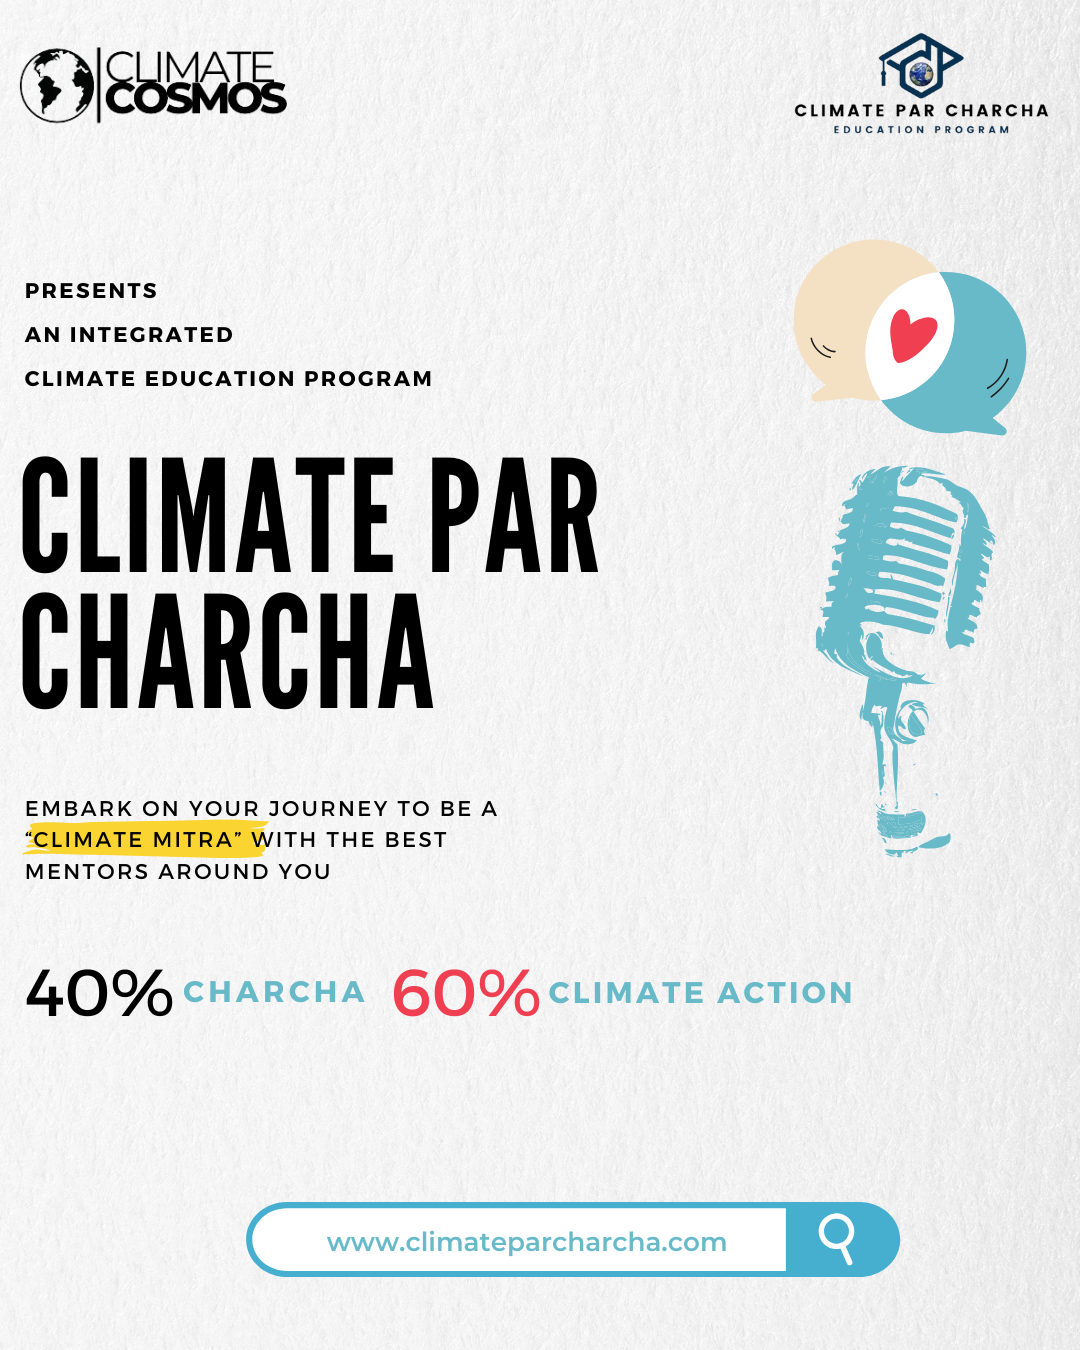 CLIMATE
COSMOS
CLIMATE PAR CHARCHA
EDUCATION PROGRAM
PRESENTS
AN INTEGRATED
CLIMATE EDUCATION PROGRAM
CLIMATE PAR
CHARCHA
EMBARK ON YOUR JOURNEY TO BE A
“CLIMATE MITRA” WITH THE BEST
MENTORS AROUND YOU
40% CHARCHA 60% CLIMATE ACTION
www.climateparcharcha.com